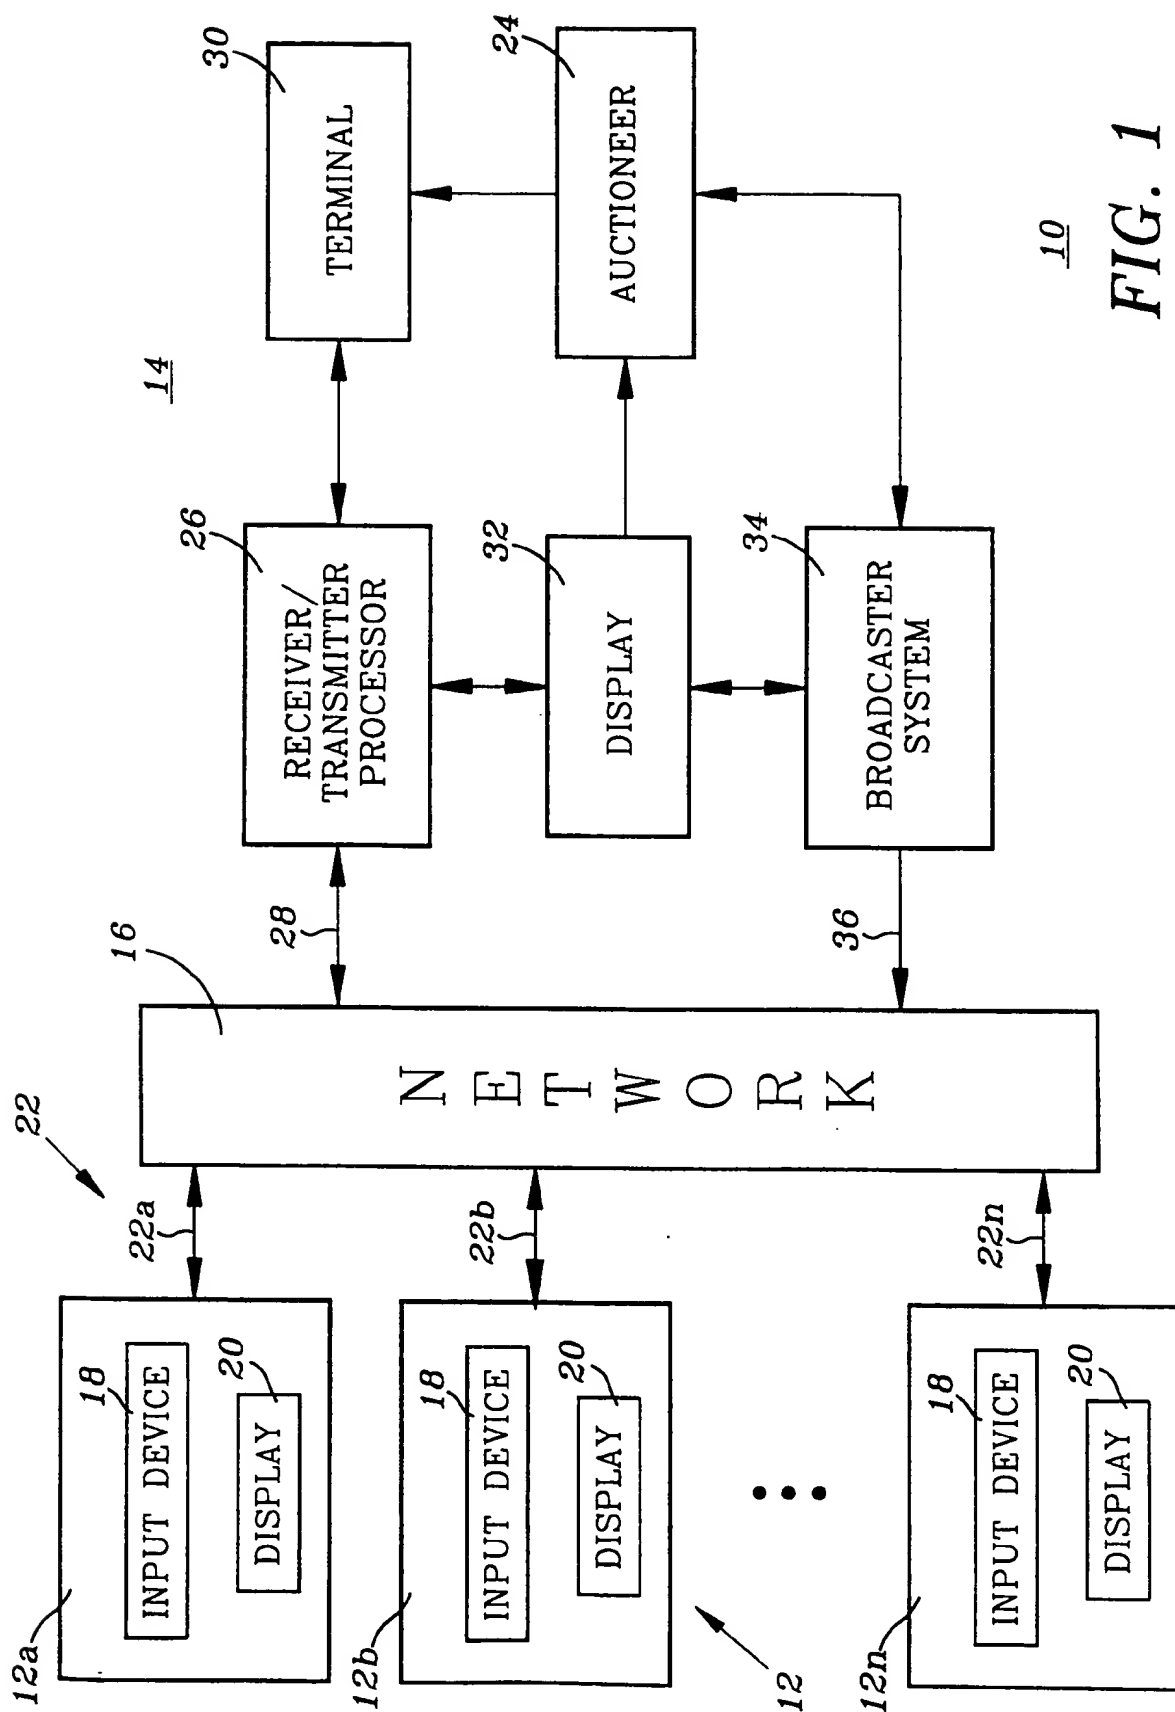 12a
18
INPUT DEVICE
20
DISPLAY
12b
18
INPUT DEVICE
20
DISPLAY
12
12n
18
INPUT DEVICE
20
DISPLAY
22
22a
22b
22n
16
NETWORK
28
36
26
RECEIVER/
TRANSMITTER
PROCESSOR
32
DISPLAY
34
BROADCASTER
SYSTEM
14
30
TERMINAL
24
AUCTIONEER
10
FIG. 1